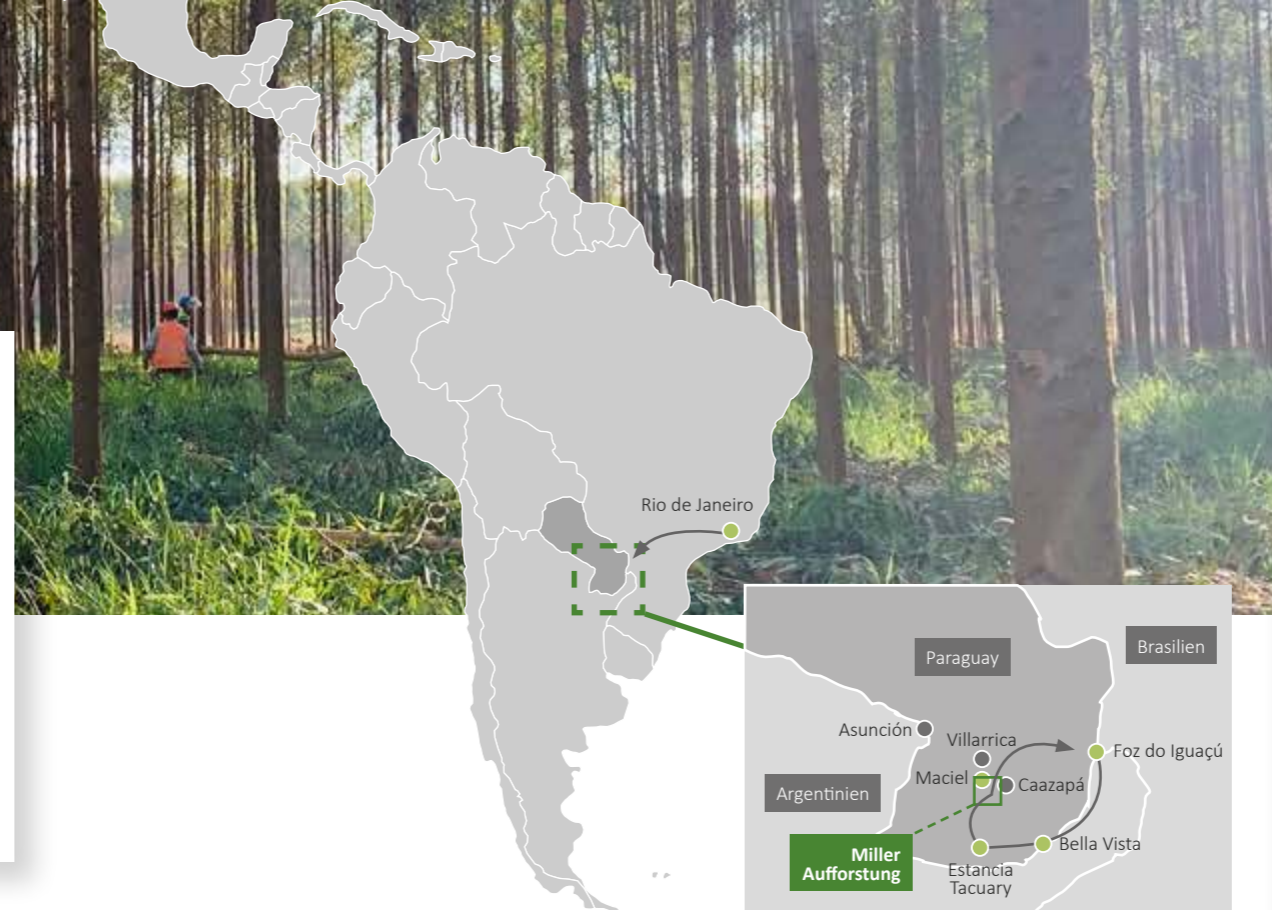 Rio de Janeiro
Paraguay
Brasilien
Asunción
Villarrica
Foz do Iguaçú
Maciel
Caazapá
Argentinien
Miller
Aufforstung
Bella Vista
Estancia
Tacuary